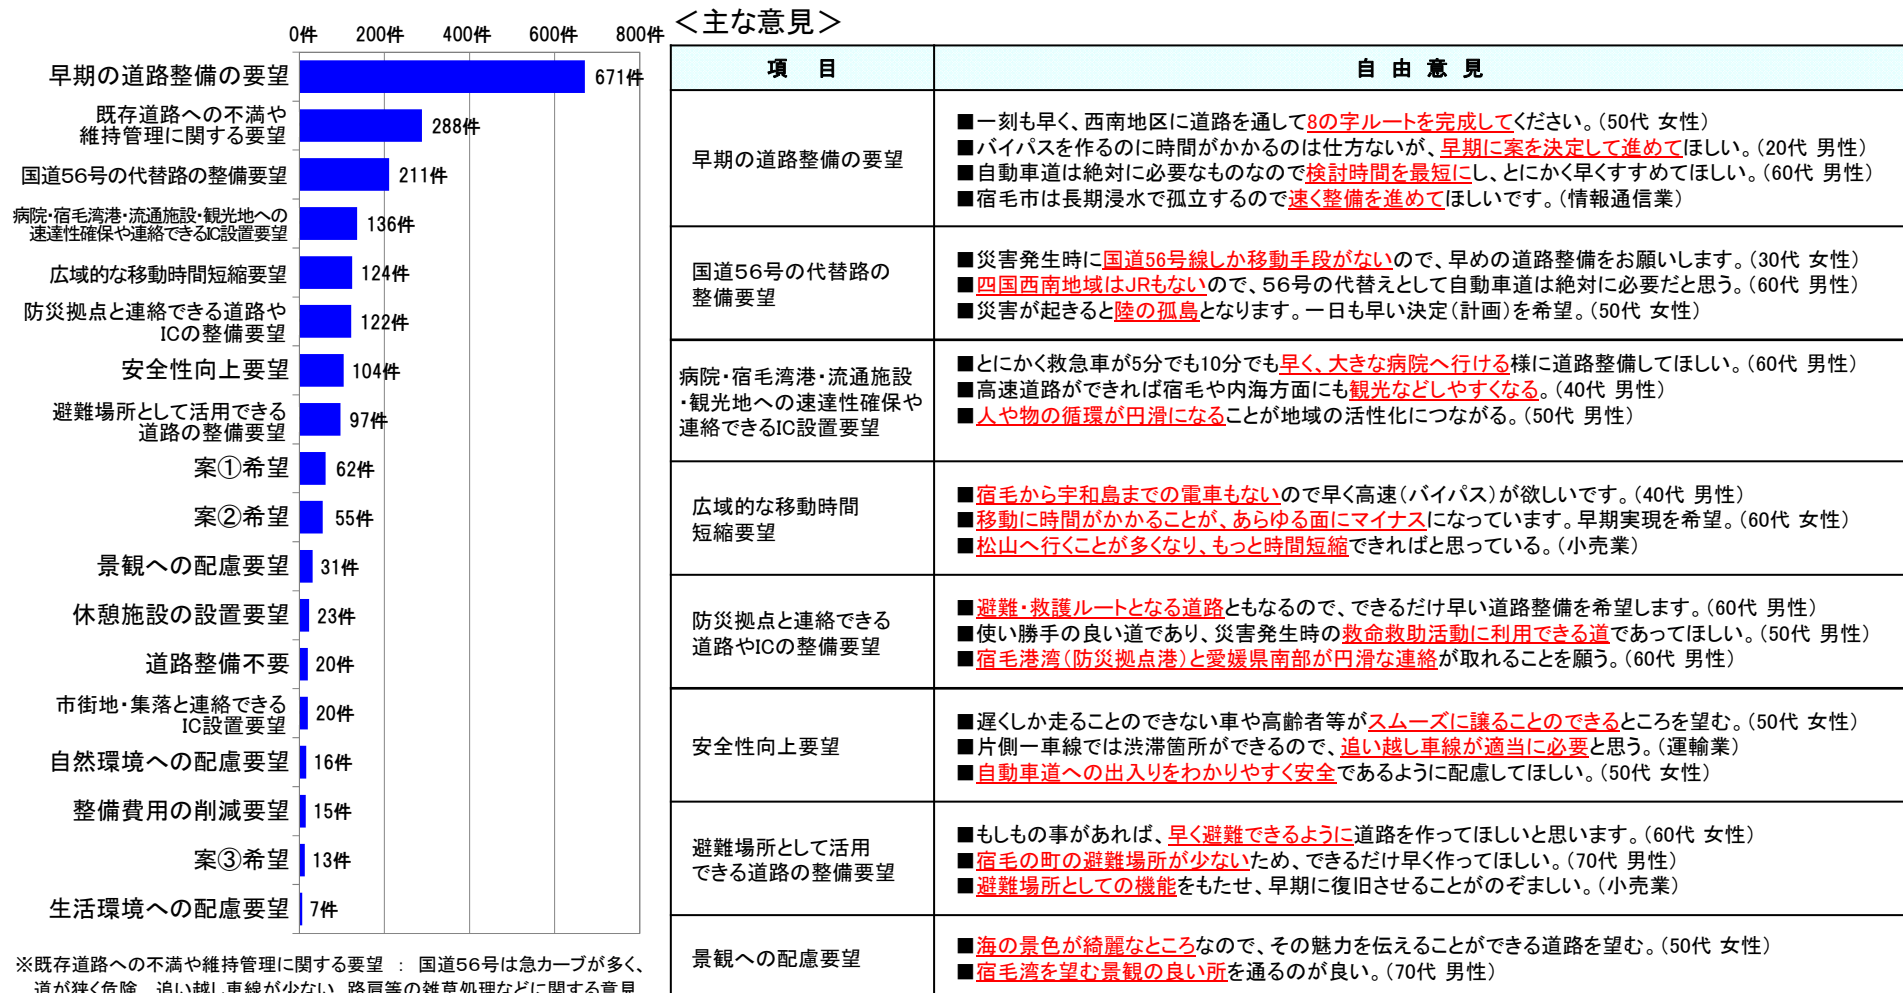 0件 200件 400件 600件 800件
早期の道路整備の要望 671件
既存道路への不満や
維持管理に関する要望 288件
国道56号の代替路の整備要望 211件
病院・宿毛湾港・流通施設・観光地への
速達性確保や連絡できるIC設置要望 136件
広域的な移動時間短縮要望 124件
防災拠点と連絡できる道路や
ICの整備要望 122件
安全性向上要望 104件
避難場所として活用できる
道路の整備要望 97件
案①希望 62件
案②希望 55件
景観への配慮要望 31件
休憩施設の設置要望 23件
道路整備不要 20件
市街地・集落と連絡できる
IC設置要望 20件
自然環境への配慮要望 16件
整備費用の削減要望 15件
案③希望 13件
生活環境への配慮要望 7件
※既存道路への不満や維持管理に関する要望 : 国道56号は急カーブが多く、
道が狭く危険、追い越し車線が少ない、路肩等の雑草処理などに関する意見
＜主な意見＞
項 目 自 由 意 見
早期の道路整備の要望
■一刻も早く、西南地区に道路を通して8の字ルートを完成してください。(50代 女性)
■バイパスを作るのに時間がかかるのは仕方ないが、早期に案を決定して進めてほしい。(20代 男性)
■自動車道は絶対に必要なものなので検討時間を最短にし、とにかく早くすすめてほしい。(60代 男性)
■宿毛市は長期浸水で孤立するので速く整備を進めてほしいです。(情報通信業)
国道56号の代替路の
整備要望
■災害発生時に国道56号線しか移動手段がないので、早めの道路整備をお願いします。(30代 女性)
■四国西南地域はJRもないので、56号の代替えとして自動車道は絶対に必要だと思う。(60代 男性)
■災害が起きると陸の孤島となります。一日も早い決定(計画)を希望。(50代 女性)
病院・宿毛湾港・流通施設
・観光地への速達性確保や
連絡できるIC設置要望
■とにかく救急車が5分でも10分でも早く、大きな病院へ行ける様に道路整備してほしい。(60代 男性)
■高速道路ができれば宿毛や内海方面にも観光などしやすくなる。(40代 男性)
■人や物の循環が円滑になることが地域の活性化につながる。(50代 男性)
広域的な移動時間
短縮要望
■宿毛から宇和島までの電車もないので早く高速(バイパス)が欲しいです。(40代 男性)
■移動に時間がかかることが、あらゆる面にマイナスになっています。早期実現を希望。(60代 女性)
■松山へ行くことが多くなり、もっと時間短縮できればと思っている。(小売業)
防災拠点と連絡できる
道路やICの整備要望
■避難・救護ルートとなる道路ともなるので、できるだけ早い道路整備を希望します。(60代 男性)
■使い勝手の良い道であり、災害発生時の救命救助活動に利用できる道であってほしい。(50代 男性)
■宿毛港湾(防災拠点港)と愛媛県南部が円滑な連絡が取れることを願う。(60代 男性)
安全性向上要望
■遅くしか走ることのできない車や高齢者等がスムーズに譲ることのできるところを望む。(50代 女性)
■片側一車線では渋滞箇所ができるので、追い越し車線が適当に必要と思う。(運輸業)
■自動車道への出入りをわかりやすく安全であるように配慮してほしい。(50代 女性)
避難場所として活用
できる道路の整備要望
■もしもの事があれば、早く避難できるように道路を作ってほしいと思います。(60代 女性)
■宿毛の町の避難場所が少ないため、できるだけ早く作ってほしい。(70代 男性)
■避難場所としての機能をもたせ、早期に復旧させることがのぞましい。(小売業)
景観への配慮要望
■海の景色が綺麗なところなので、その魅力を伝えることができる道路を望む。(50代 女性)
■宿毛湾を望む景観の良い所を通るのが良い。(70代 男性)